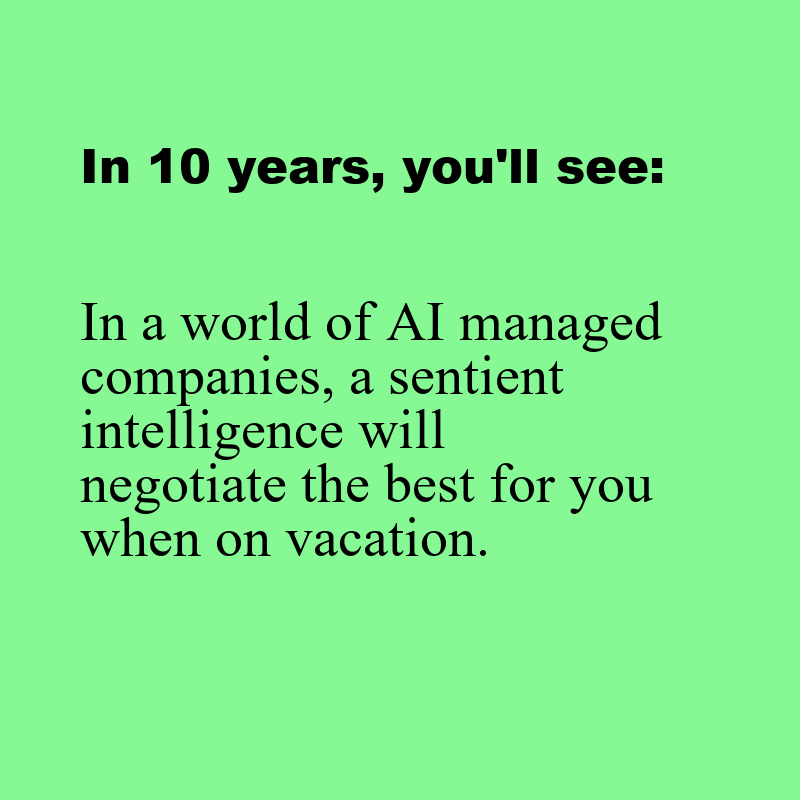 In 10 years, you'll see:
In a world of AI managed
companies, a sentient
intelligence will
negotiate the best for you
when on vacation.